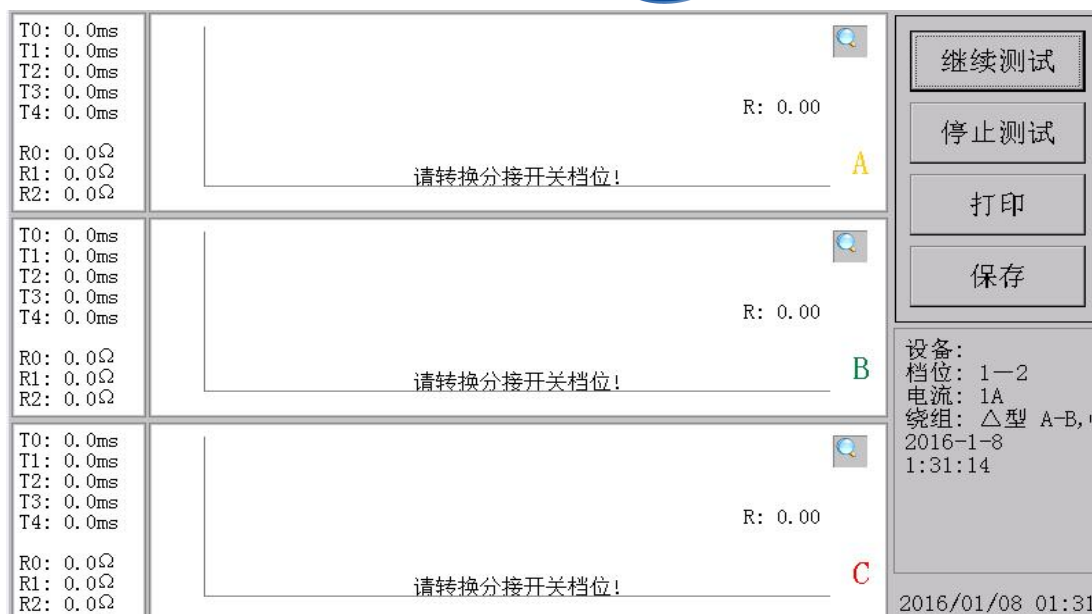 T0: 0.0ms
T1: 0.0ms
T2: 0.0ms
T3: 0.0ms
T4: 0.0ms
R0: 0.0Ω
R1: 0.0Ω
R2: 0.0Ω
R: 0.00
A
请转换分接开关档位!
T0: 0.0ms
T1: 0.0ms
T2: 0.0ms
T3: 0.0ms
T4: 0.0ms
R0: 0.0Ω
R1: 0.0Ω
R2: 0.0Ω
R: 0.00
B
请转换分接开关档位!
T0: 0.0ms
T1: 0.0ms
T2: 0.0ms
T3: 0.0ms
T4: 0.0ms
R0: 0.0Ω
R1: 0.0Ω
R2: 0.0Ω
R: 0.00
C
请转换分接开关档位!
继续测试
停止测试
打印
保存
设备:
档位: 1—2
电流: 1A
绕组: △型 A-B,
2016-1-8
1:31:14
2016/01/08 01:31